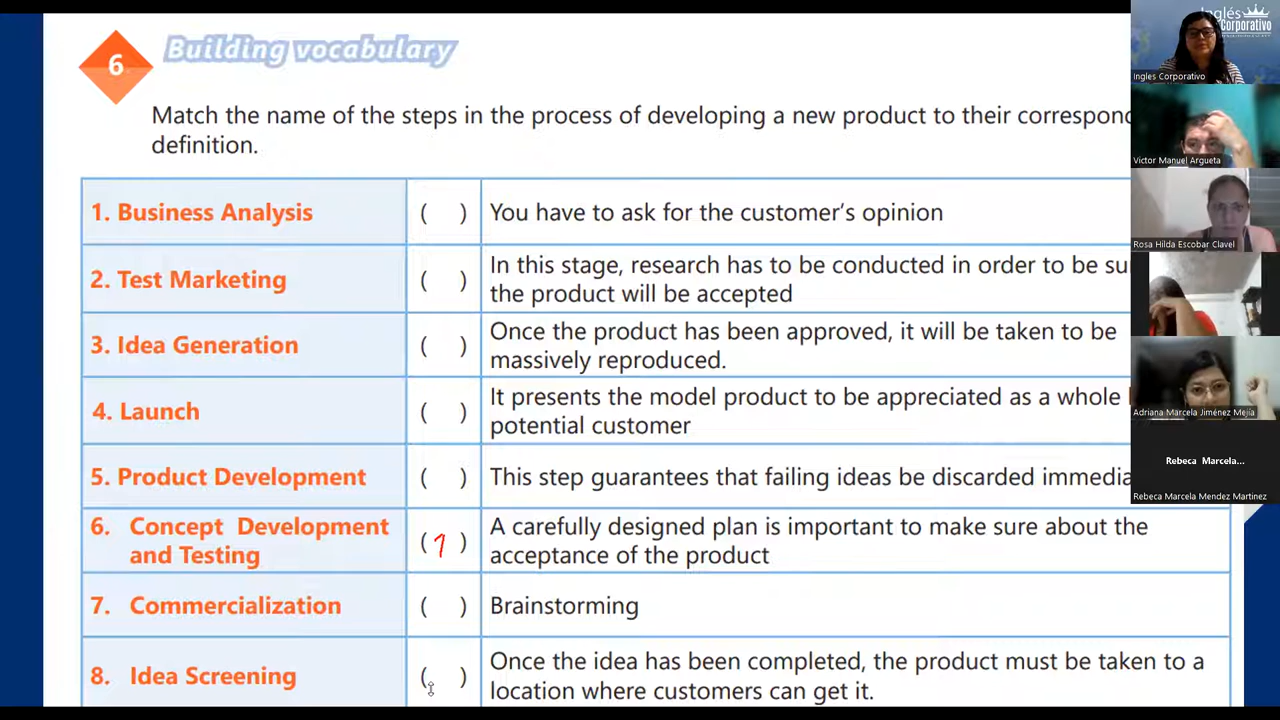 Building vocabulary
6
Match the name of the steps in the process of developing a new product to their
definition.
1. Business Analysis ( ) You have to ask for the customer's opinion
2. Test Marketing ( ) In this stage, research has to be conducted in order to be
the product will be accepted
3. Idea Generation ( ) Once the product has been approved, it will be taken to be
massively reproduced.
4. Launch ( ) It presents the model product to be appreciated as a whole
potential customer
5. Product Development ( ) This step guarantees that failing ideas be discarded
6. Concept Development
and Testing
(1) A carefully designed plan is important to make sure about the
acceptance of the product
7. Commercialization ( ) Brainstorming
8. Idea Screening ( ) Once the idea has been completed, the product must be taken to a
location where customers can get it.
Inglés
Corporativo
Ingles Corporativo
Victor Manuel Argueta
Rosa Hilda Escobar Clavel
Adriana Marcela Jiménez Mejía
Rebeca Marcela...
Rebeca Marcela Mendez Martinez